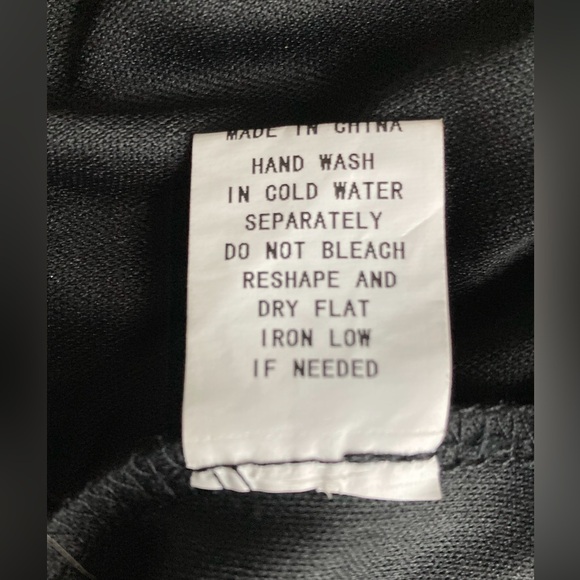 MADE IN CHINA
HAND WASH
IN COLD WATER
SEPARATELY
DO NOT BLEACH
RESHAPE AND
DRY FLAT
IRON LOW
IF NEEDED